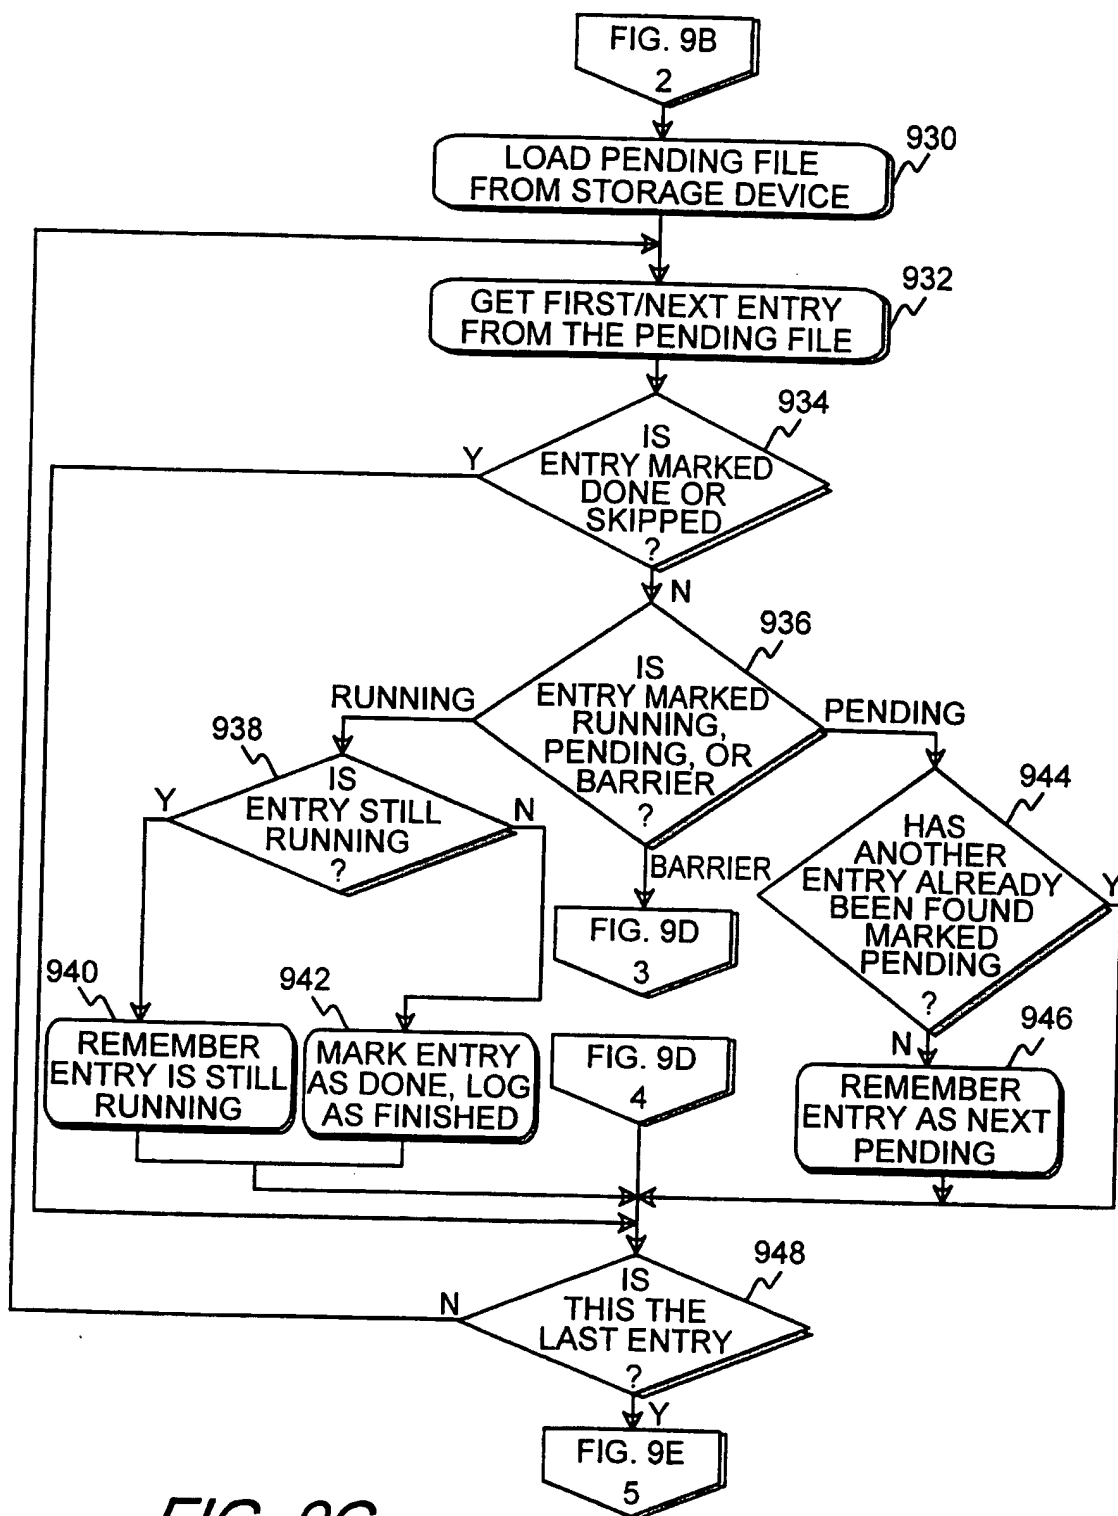 FIG. 9B
2
930
LOAD PENDING FILE
FROM STORAGE DEVICE
932
GET FIRST/NEXT ENTRY
FROM THE PENDING FILE
934
Y
IS
ENTRY MARKED
DONE OR
SKIPPED
?
N
936
IS
ENTRY MARKED
RUNNING,
PENDING, OR
BARRIER
?
RUNNING
PENDING
BARRIER
938
IS
ENTRY STILL
RUNNING
?
Y
N
944
HAS
ANOTHER
ENTRY ALREADY
BEEN FOUND
MARKED
PENDING
?
Y
N
FIG. 9D
3
940
REMEMBER
ENTRY IS STILL
RUNNING
942
MARK ENTRY
AS DONE, LOG
AS FINISHED
FIG. 9D
4
946
REMEMBER
ENTRY AS NEXT
PENDING
948
IS
THIS THE
LAST ENTRY
?
N
Y
FIG. 9E
5